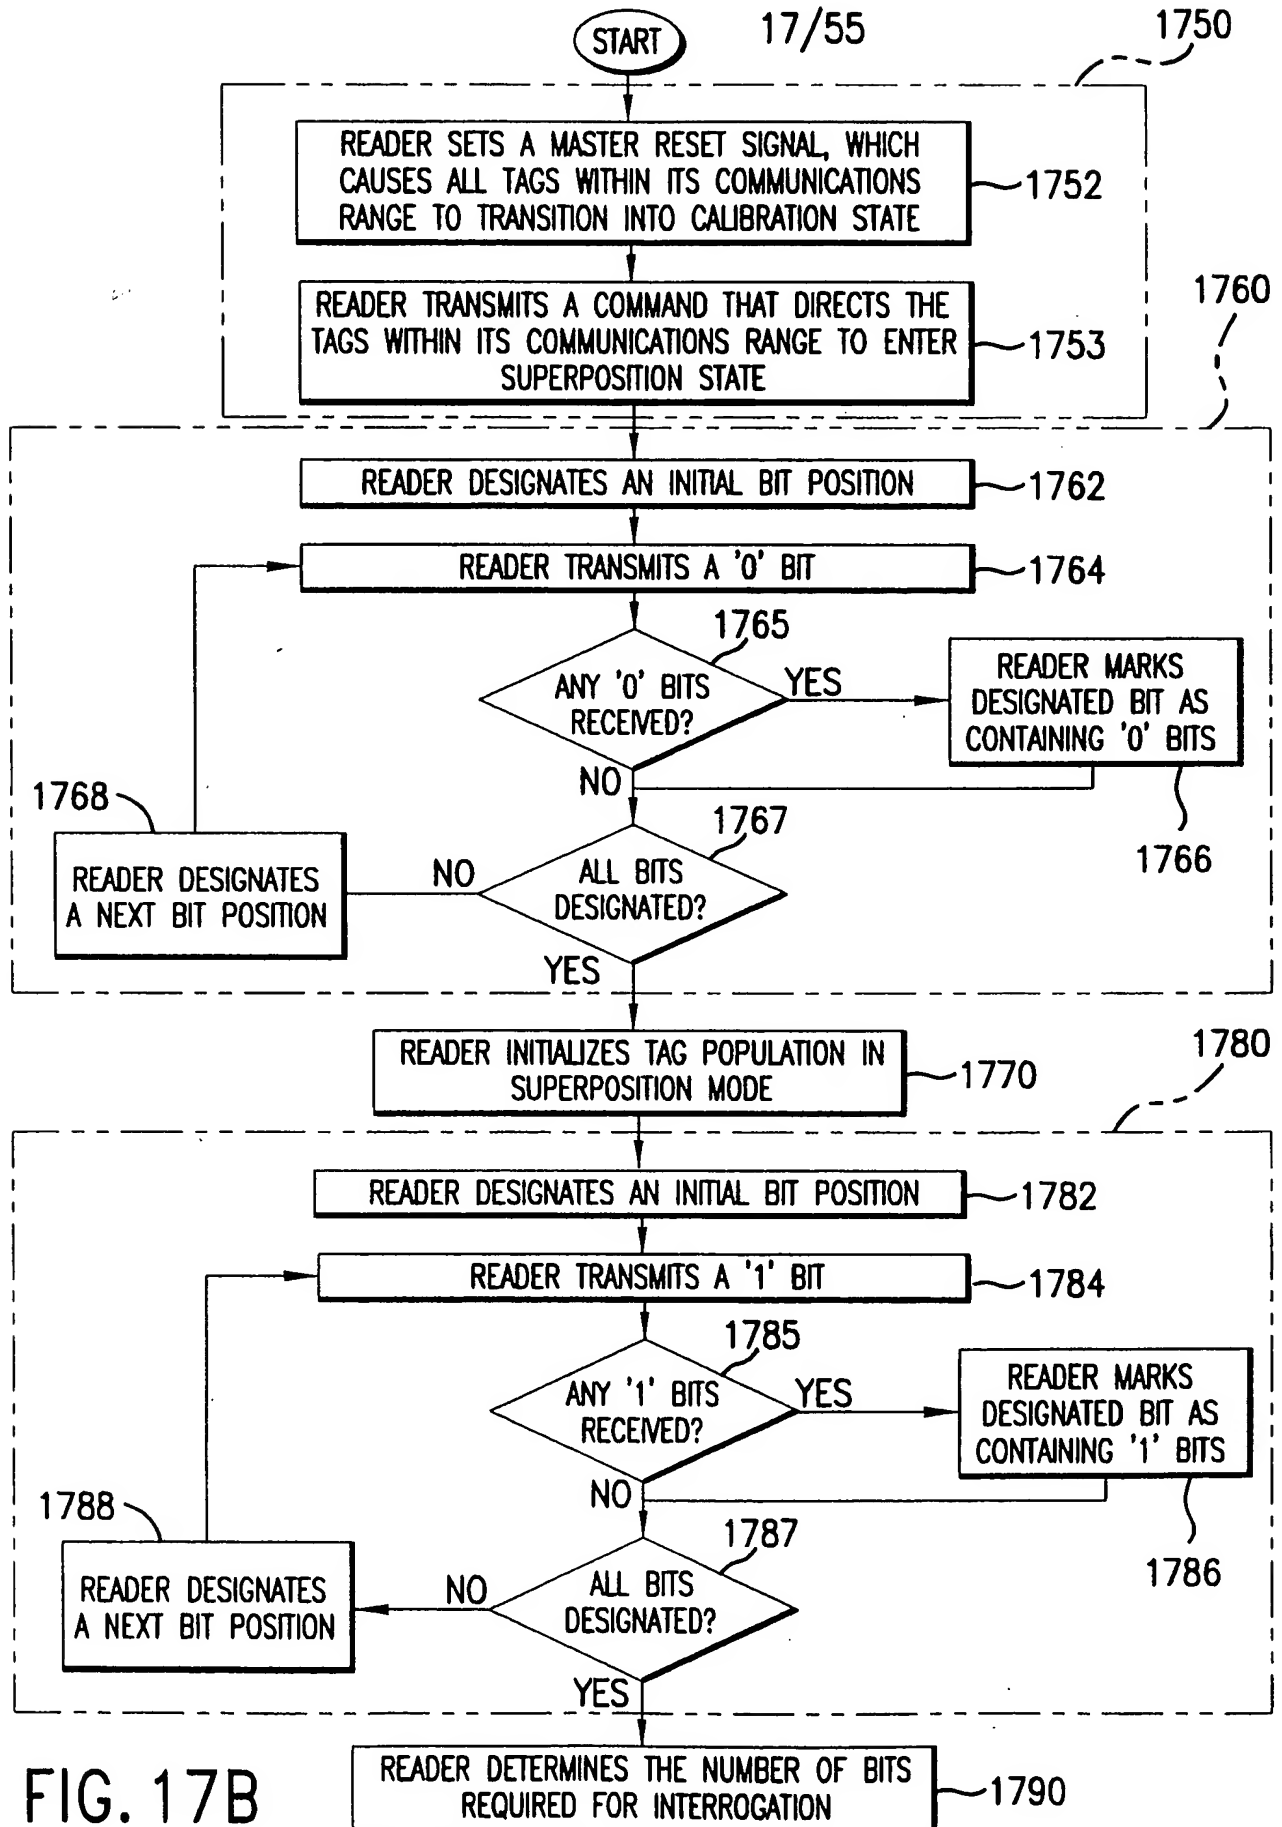 START
17/55
1750
READER SETS A MASTER RESET SIGNAL, WHICH
CAUSES ALL TAGS WITHIN ITS COMMUNICATIONS
RANGE TO TRANSITION INTO CALIBRATION STATE
1752
READER TRANSMITS A COMMAND THAT DIRECTS THE
TAGS WITHIN ITS COMMUNICATIONS RANGE TO ENTER
SUPERPOSITION STATE
1753
1760
READER DESIGNATES AN INITIAL BIT POSITION
1762
READER TRANSMITS A '0' BIT
1764
1765
ANY '0' BITS
RECEIVED?
YES
READER MARKS
DESIGNATED BIT AS
CONTAINING '0' BITS
1766
NO
1767
ALL BITS
DESIGNATED?
NO
1768
READER DESIGNATES
A NEXT BIT POSITION
YES
READER INITIALIZES TAG POPULATION IN
SUPERPOSITION MODE
1770
1780
READER DESIGNATES AN INITIAL BIT POSITION
1782
READER TRANSMITS A '1' BIT
1784
1785
ANY '1' BITS
RECEIVED?
YES
READER MARKS
DESIGNATED BIT AS
CONTAINING '1' BITS
1786
NO
1787
ALL BITS
DESIGNATED?
NO
1788
READER DESIGNATES
A NEXT BIT POSITION
YES
READER DETERMINES THE NUMBER OF BITS
REQUIRED FOR INTERROGATION
1790
FIG. 17B